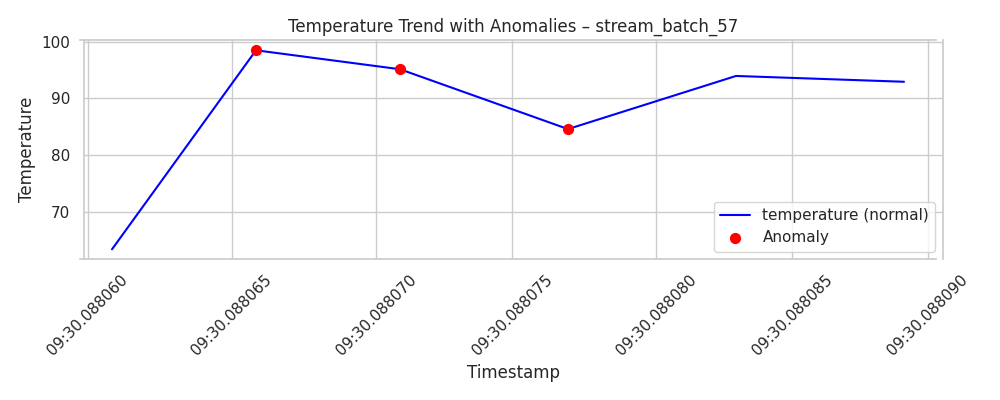 Temperature Trend with Anomalies – stream_batch_57
Temperature
100
90
80
70
temperature (normal)
Anomaly
09:30.088060
09:30.088065
09:30.088070
09:30.088075
09:30.088080
09:30.088085
09:30.088090
Timestamp